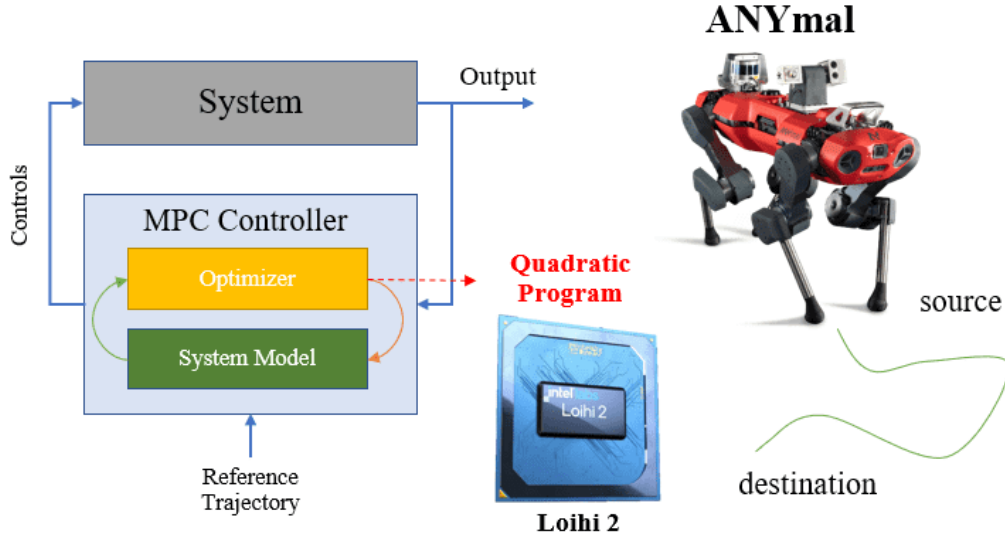 ANYmal
System
Output
Controls
MPC Controller
Optimizer
System Model
Quadratic
Program
source
intel labs
Loihi 2
Reference
Trajectory
destination
Loihi 2